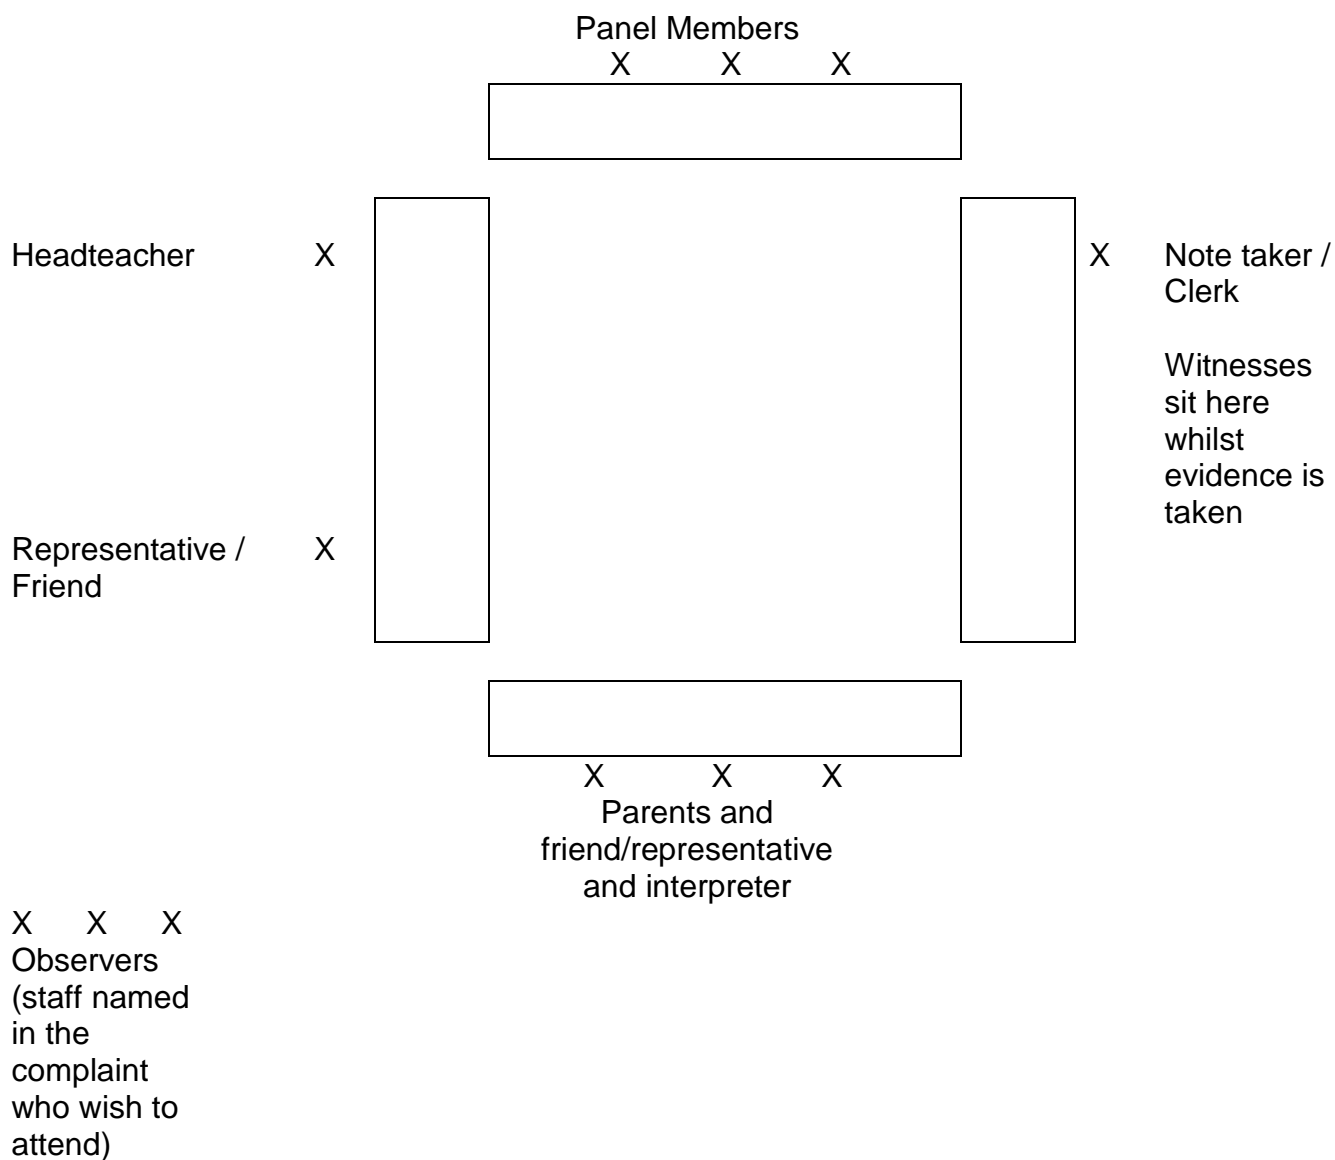 Panel Members
X X X
Headteacher X
X Note taker /
Clerk
Witnesses
sit here
whilst
evidence is
taken
Representative / X
Friend
X X X
Parents and
friend/representative
and interpreter
X X X
Observers
(staff named
in the
complaint
who wish to
attend)